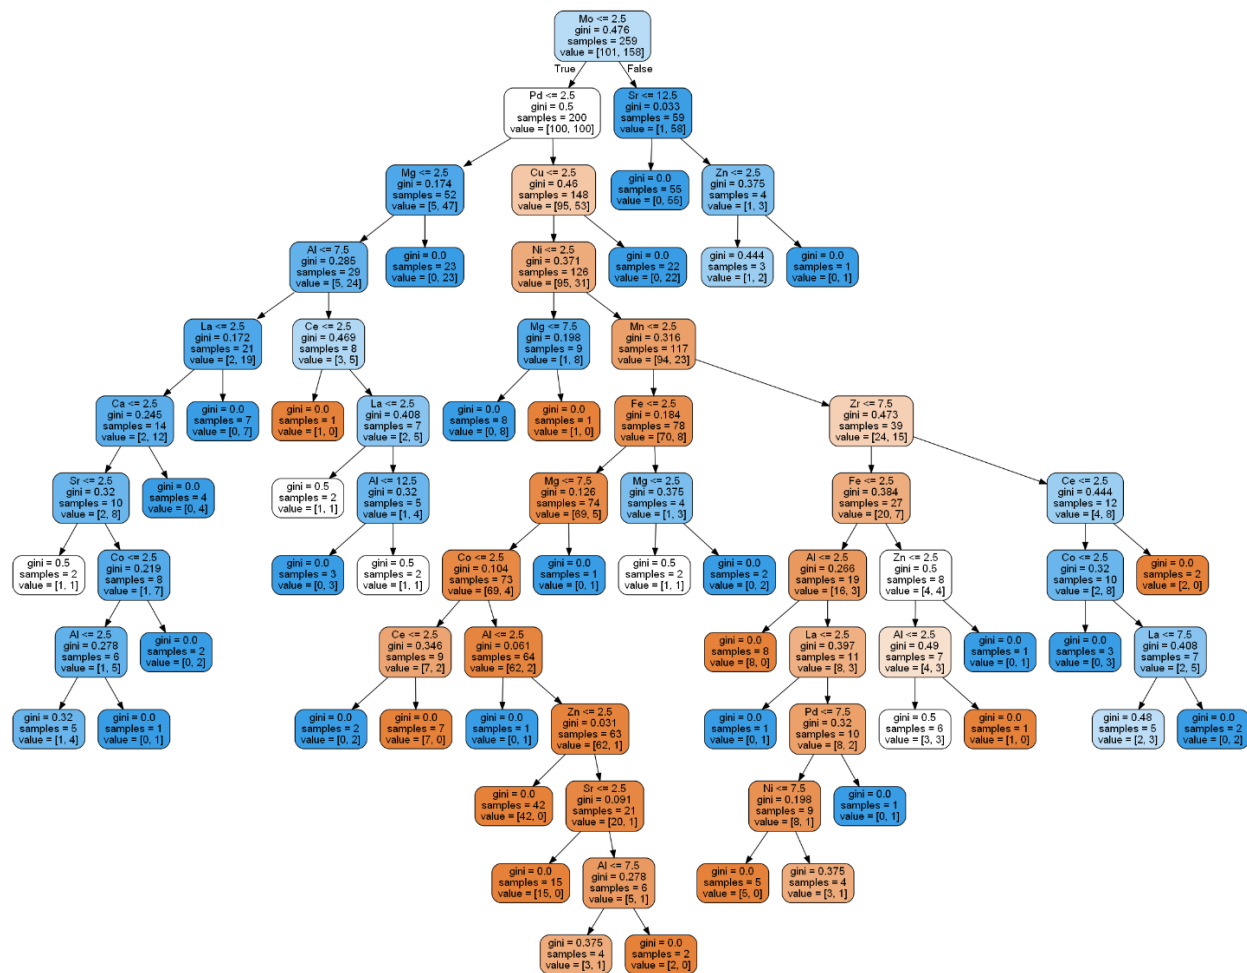 Mo <= 2.5
gini = 0.476
samples = 259
value = [101, 158]
True
False
Pd <= 2.5
gini = 0.5
samples = 200
value = [100, 100]
Sr <= 12.5
gini = 0.033
samples = 59
value = [1, 58]
Mg <= 2.5
gini = 0.174
samples = 52
value = [5, 47]
Cu <= 2.5
gini = 0.46
samples = 148
value = [95, 53]
gini = 0.0
samples = 55
value = [0, 55]
Zn <= 2.5
gini = 0.375
samples = 4
value = [1, 3]
Al <= 7.5
gini = 0.285
samples = 29
value = [5, 24]
gini = 0.0
samples = 23
value = [0, 23]
Ni <= 2.5
gini = 0.371
samples = 126
value = [95, 31]
gini = 0.0
samples = 22
value = [0, 22]
gini = 0.444
samples = 3
value = [1, 2]
gini = 0.0
samples = 1
value = [0, 1]
La <= 2.5
gini = 0.172
samples = 21
value = [2, 19]
Ce <= 2.5
gini = 0.469
samples = 8
value = [3, 5]
Mg <= 7.5
gini = 0.198
samples = 9
value = [1, 8]
Mn <= 2.5
gini = 0.316
samples = 117
value = [94, 23]
Ca <= 2.5
gini = 0.245
samples = 14
value = [2, 12]
gini = 0.0
samples = 7
value = [0, 7]
gini = 0.0
samples = 1
value = [1, 0]
La <= 2.5
gini = 0.408
samples = 7
value = [2, 5]
gini = 0.0
samples = 8
value = [0, 8]
gini = 0.0
samples = 1
value = [1, 0]
Fe <= 2.5
gini = 0.184
samples = 78
value = [70, 8]
Zr <= 7.5
gini = 0.473
samples = 39
value = [24, 15]
Sr <= 2.5
gini = 0.32
samples = 10
value = [2, 8]
gini = 0.0
samples = 4
value = [0, 4]
gini = 0.5
samples = 2
value = [1, 1]
Al <= 12.5
gini = 0.32
samples = 5
value = [1, 4]
Mg <= 7.5
gini = 0.126
samples = 74
value = [69, 5]
Mg <= 2.5
gini = 0.375
samples = 4
value = [1, 3]
Fe <= 2.5
gini = 0.384
samples = 27
value = [20, 7]
Ce <= 2.5
gini = 0.444
samples = 12
value = [4, 8]
gini = 0.5
samples = 2
value = [1, 1]
Co <= 2.5
gini = 0.219
samples = 8
value = [1, 7]
gini = 0.0
samples = 3
value = [0, 3]
gini = 0.5
samples = 2
value = [1, 1]
Co <= 2.5
gini = 0.104
samples = 73
value = [69, 4]
gini = 0.0
samples = 1
value = [0, 1]
gini = 0.5
samples = 2
value = [1, 1]
gini = 0.0
samples = 2
value = [0, 2]
Al <= 2.5
gini = 0.266
samples = 19
value = [16, 3]
Zn <= 2.5
gini = 0.5
samples = 8
value = [4, 4]
Co <= 2.5
gini = 0.32
samples = 10
value = [2, 8]
gini = 0.0
samples = 2
value = [2, 0]
Al <= 2.5
gini = 0.278
samples = 6
value = [1, 5]
gini = 0.0
samples = 2
value = [0, 2]
Ce <= 2.5
gini = 0.346
samples = 9
value = [7, 2]
Al <= 2.5
gini = 0.061
samples = 64
value = [62, 2]
gini = 0.0
samples = 8
value = [8, 0]
La <= 2.5
gini = 0.397
samples = 11
value = [8, 3]
Al <= 2.5
gini = 0.49
samples = 7
value = [4, 3]
gini = 0.0
samples = 1
value = [0, 1]
gini = 0.0
samples = 3
value = [0, 3]
La <= 7.5
gini = 0.408
samples = 7
value = [2, 5]
gini = 0.32
samples = 5
value = [1, 4]
gini = 0.0
samples = 1
value = [0, 1]
gini = 0.0
samples = 2
value = [0, 2]
gini = 0.0
samples = 7
value = [7, 0]
gini = 0.0
samples = 1
value = [0, 1]
Zn <= 2.5
gini = 0.031
samples = 63
value = [62, 1]
gini = 0.0
samples = 1
value = [0, 1]
Pd <= 7.5
gini = 0.32
samples = 10
value = [8, 2]
gini = 0.5
samples = 6
value = [3, 3]
gini = 0.0
samples = 1
value = [1, 0]
gini = 0.48
samples = 5
value = [2, 3]
gini = 0.0
samples = 2
value = [0, 2]
gini = 0.0
samples = 42
value = [42, 0]
Sr <= 2.5
gini = 0.091
samples = 21
value = [20, 1]
Ni <= 7.5
gini = 0.198
samples = 9
value = [8, 1]
gini = 0.0
samples = 1
value = [0, 1]
gini = 0.0
samples = 15
value = [15, 0]
Al <= 7.5
gini = 0.278
samples = 6
value = [5, 1]
gini = 0.0
samples = 5
value = [5, 0]
gini = 0.375
samples = 4
value = [3, 1]
gini = 0.375
samples = 4
value = [3, 1]
gini = 0.0
samples = 2
value = [2, 0]